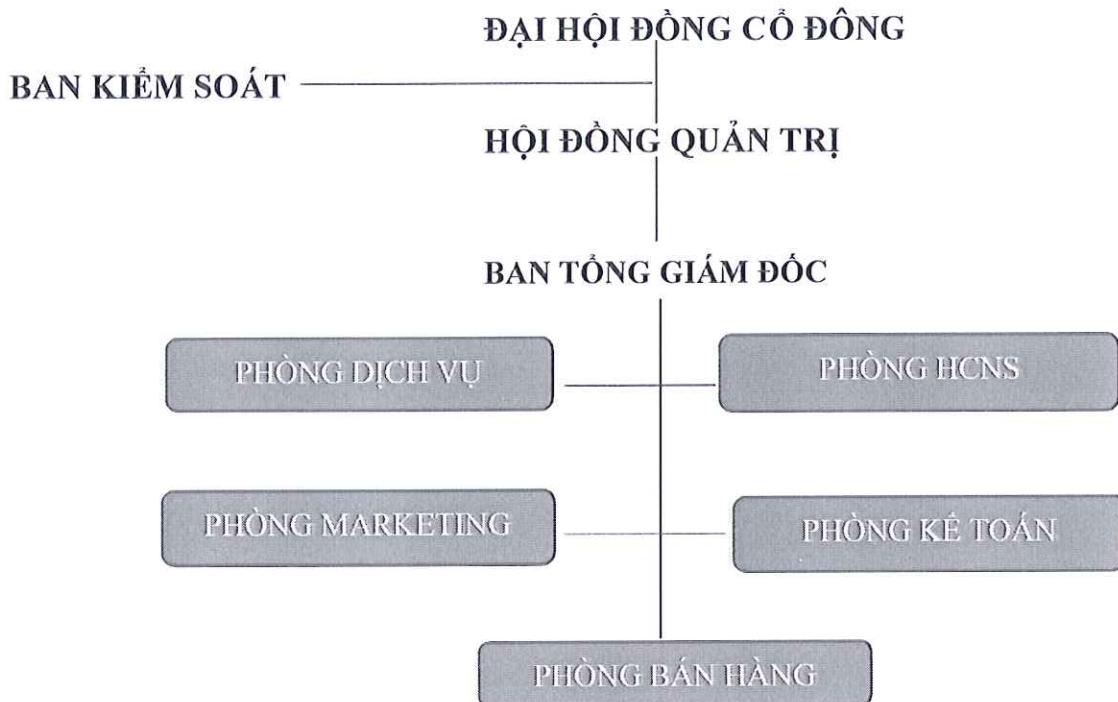 ĐẠI HỘI ĐỒNG CỔ ĐÔNG
BAN KIỂM SOÁT
HỘI ĐỒNG QUẢN TRỊ
BAN TỔNG GIÁM ĐỐC
PHÒNG DỊCH VỤ
PHÒNG HCNS
PHÒNG MARKETING
PHÒNG KẾ TOÁN
PHÒNG BÁN HÀNG